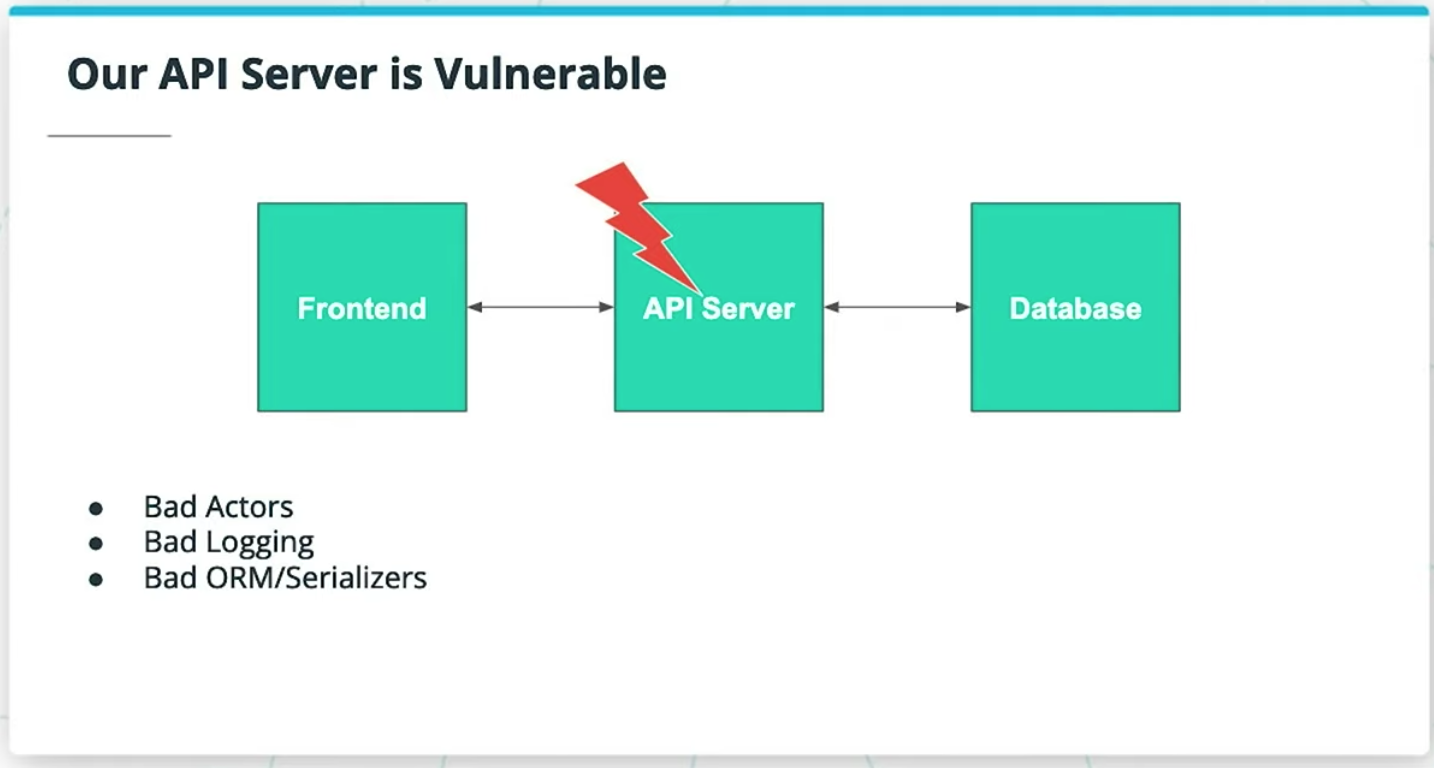 Our API Server is Vulnerable
Frontend
API Server
Database
● Bad Actors
● Bad Logging
● Bad ORM/Serializers